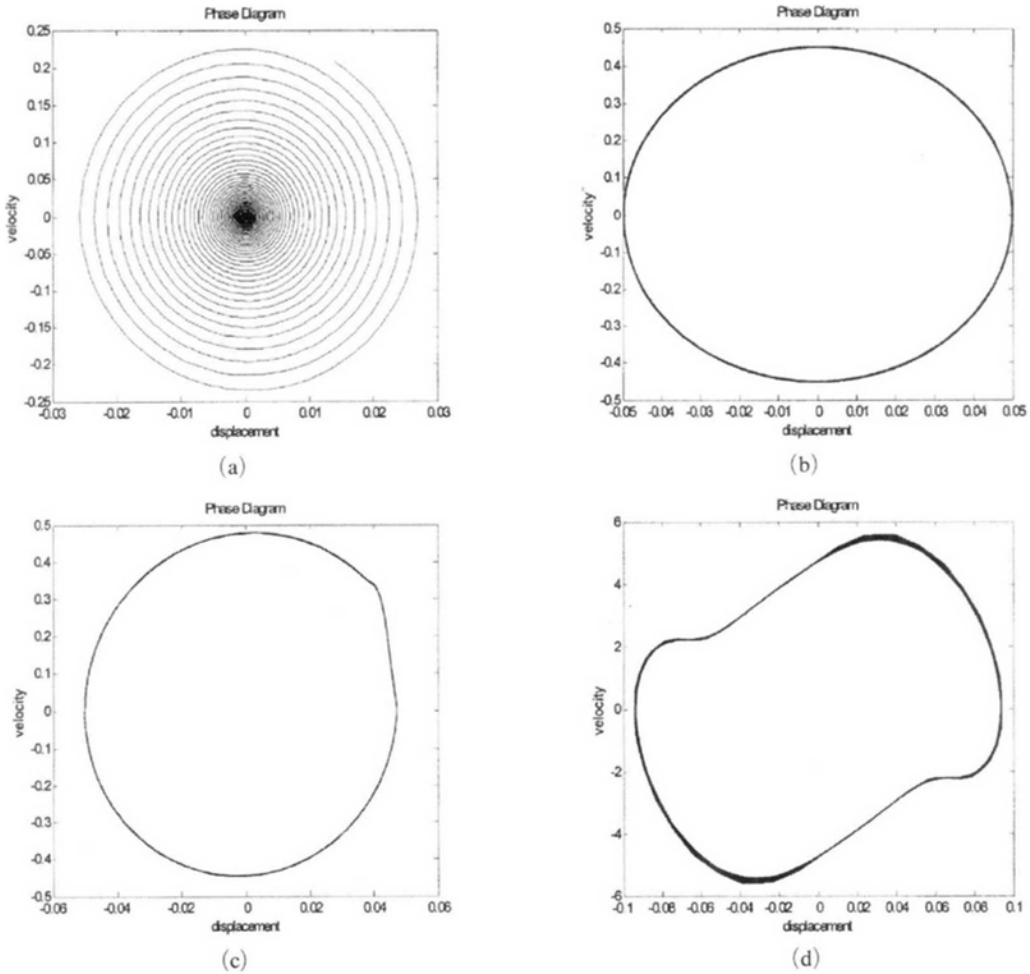 Phase Diagram
0.25
0.2
0.15
0.1
0.05
0
-0.05
-0.1
-0.15
-0.2
-0.25
velocity
-0.03 -0.02 -0.01 0 0.01 0.02 0.03
displacement
(a)
Phase Diagram
0.5
0.4
0.3
0.2
0.1
0
-0.1
-0.2
-0.3
-0.4
-0.5
velocity
-0.05 -0.04 -0.03 -0.02 -0.01 0 0.01 0.02 0.03 0.04 0.05
displacement
(b)
Phase Diagram
0.5
0.4
0.3
0.2
0.1
0
-0.1
-0.2
-0.3
-0.4
-0.5
velocity
-0.06 -0.04 -0.02 0 0.02 0.04 0.06
displacement
(c)
Phase Diagram
6
4
2
0
-2
-4
-6
velocity
-0.1 -0.08 -0.06 -0.04 -0.02 0 0.02 0.04 0.06 0.08 0.1
displacement
(d)